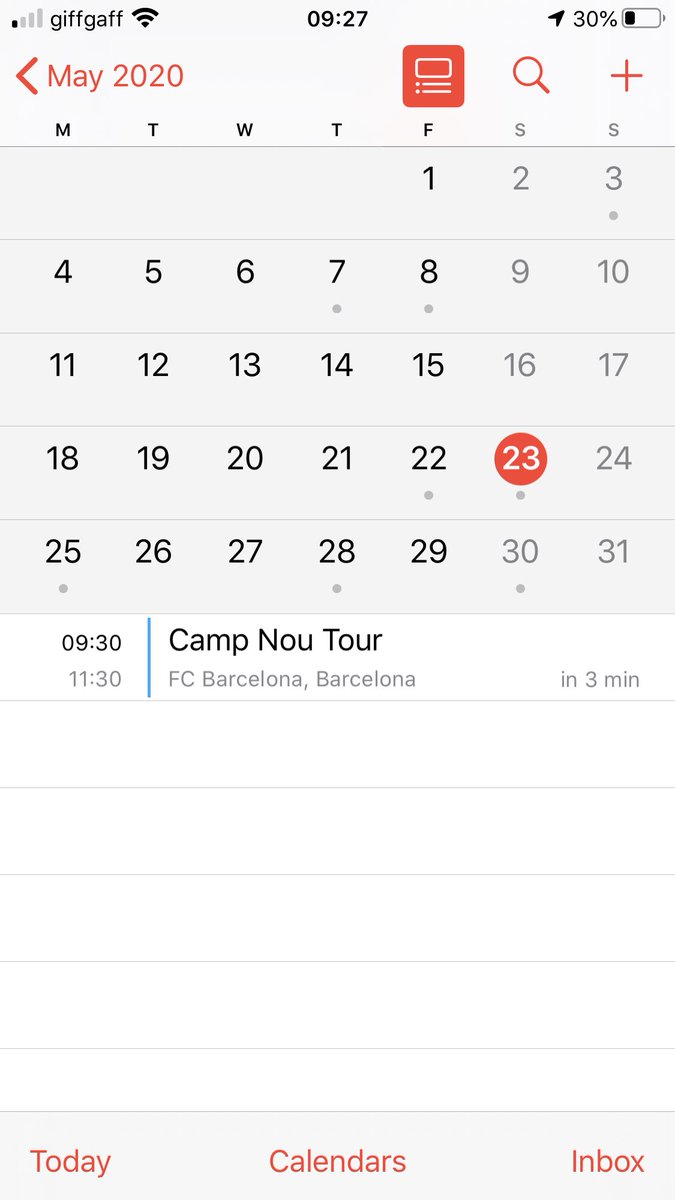 giffgaff 09:27 30%
May 2020
M T W T F S S
1 2 3
4 5 6 7 8 9 10
11 12 13 14 15 16 17
18 19 20 21 22 23 24
25 26 27 28 29 30 31
09:30 Camp Nou Tour
11:30 FC Barcelona, Barcelona in 3 min
Today Calendars Inbox